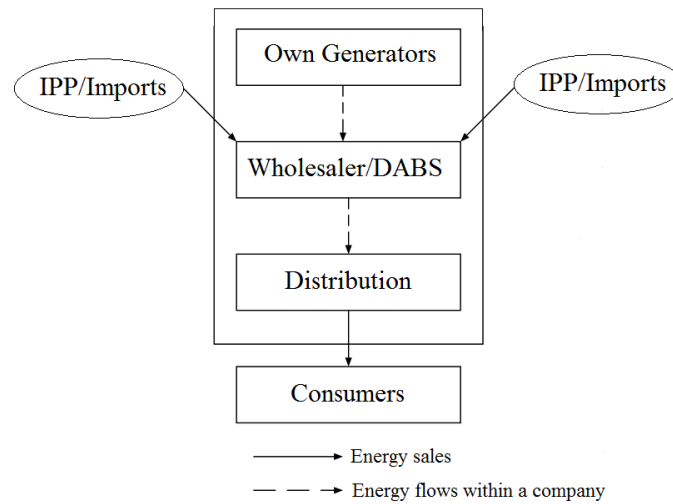 Own Generators
IPP/Imports
IPP/Imports
Wholesaler/DABS
Distribution
Consumers
Energy sales
Energy flows within a company